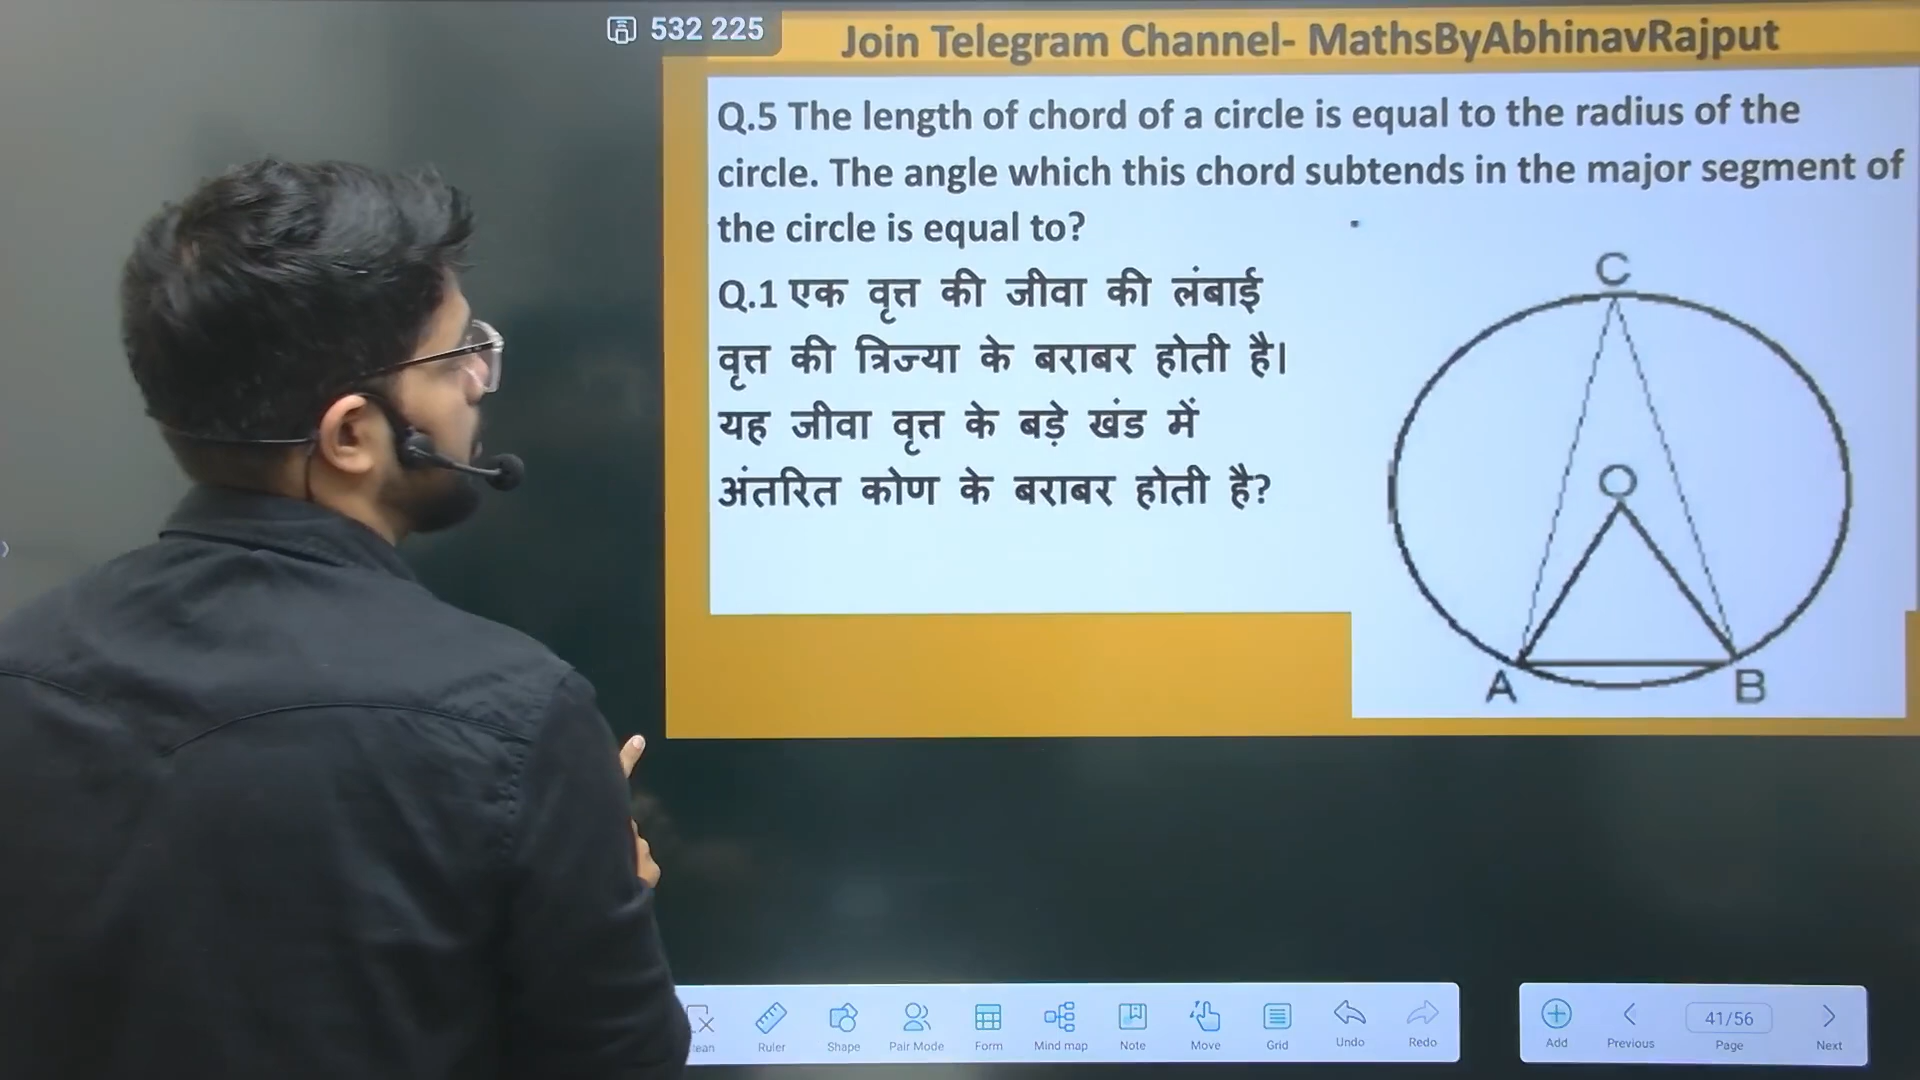 532 225
Join Telegram Channel- MathsByAbhinavRajput
Q.5 The length of chord of a circle is equal to the radius of the
circle. The angle which this chord subtends in the major segment of
the circle is equal to?
Q.1 एक वृत्त की जीवा की लंबाई
वृत्त की त्रिज्या के बराबर होती है।
यह जीवा वृत्त के बड़े खंड में
अंतरित कोण के बराबर होती है?
C
O
A
B
Ruler
Shape
Pair Mode
Form
Mind map
Note
Move
Grid
Undo
Redo
Add
Previous
41/56
Page
Next